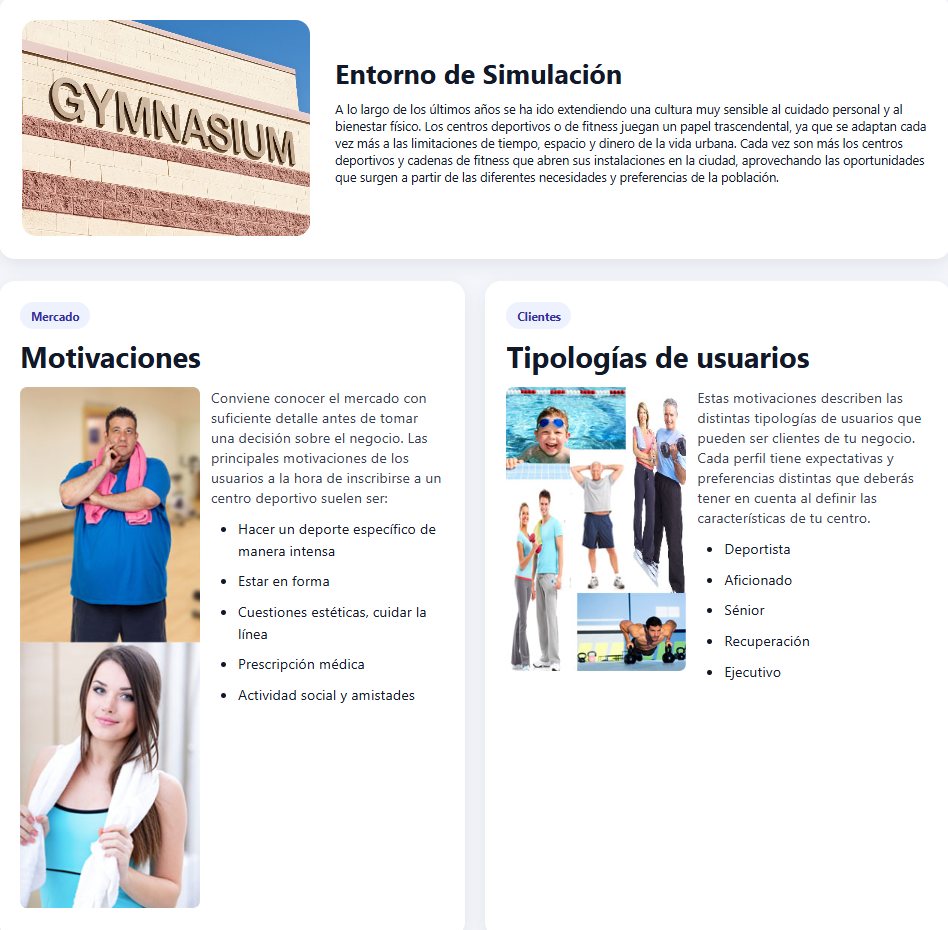 GYMNASIUM
Entorno de Simulación
A lo largo de los últimos años se ha ido extendiendo una cultura muy sensible al cuidado personal y al
bienestar físico. Los centros deportivos o de fitness juegan un papel trascendental, ya que se adaptan cada
vez más a las limitaciones de tiempo, espacio y dinero de la vida urbana. Cada vez son más los centros
deportivos y cadenas de fitness que abren sus instalaciones en la ciudad, aprovechando las oportunidades
que surgen a partir de las diferentes necesidades y preferencias de la población.
Mercado
Motivaciones
Conviene conocer el mercado con
suficiente detalle antes de tomar
una decisión sobre el negocio. Las
principales motivaciones de los
usuarios a la hora de inscribirse a un
centro deportivo suelen ser:
• Hacer un deporte específico de
manera intensa
• Estar en forma
• Cuestiones estéticas, cuidar la
línea
• Prescripción médica
• Actividad social y amistades
Clientes
Tipologías de usuarios
Estas motivaciones describen las
distintas tipologías de usuarios que
pueden ser clientes de tu negocio.
Cada perfil tiene expectativas y
preferencias distintas que deberás
tener en cuenta al definir las
características de tu centro.
• Deportista
• Aficionado
• Sénior
• Recuperación
• Ejecutivo